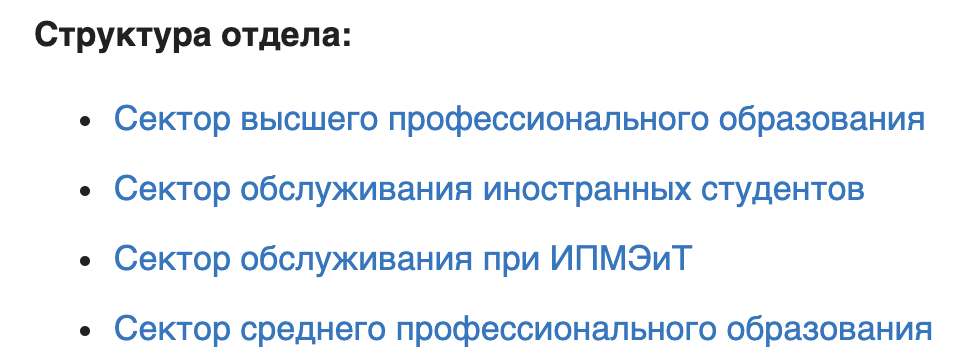 Структура отдела:
Сектор высшего профессионального образования
Сектор обслуживания иностранных студентов
Сектор обслуживания при ИПМЭиТ
Сектор среднего профессионального образования